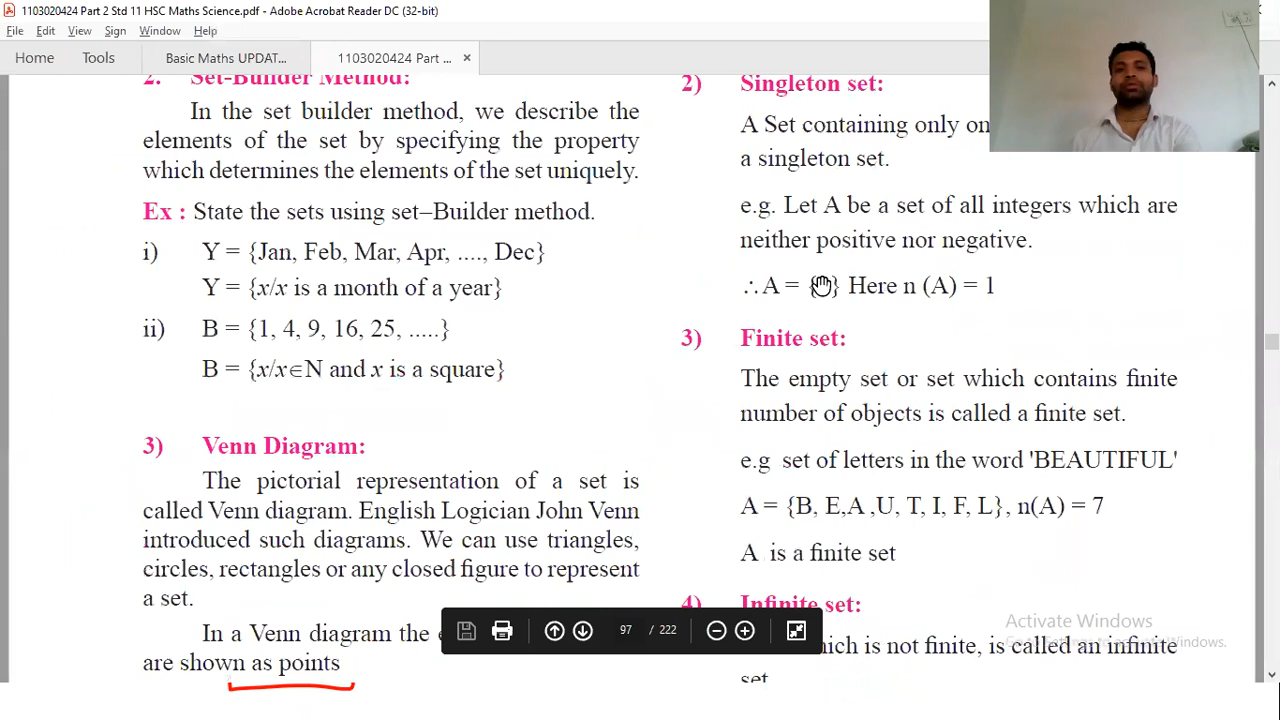 1103020424 Part 2 Std 11 HSC Maths Science.pdf - Adobe Acrobat Reader DC (32-bit)
File Edit View Sign Window Help
Home Tools Basic Maths UPDAT... 1103020424 Part ... ×
2. Set-Builder Method:
In the set builder method, we describe the
elements of the set by specifying the property
which determines the elements of the set uniquely.
Ex : State the sets using set–Builder method.
i) Y = {Jan, Feb, Mar, Apr, ...., Dec}
Y = {x/x is a month of a year}
ii) B = {1, 4, 9, 16, 25, .....}
B = {x/x∈N and x is a square}
3) Venn Diagram:
The pictorial representation of a set is
called Venn diagram. English Logician John Venn
introduced such diagrams. We can use triangles,
circles, rectangles or any closed figure to represent
a set.
In a Venn diagram the
are shown as points
2) Singleton set:
A Set containing only
a singleton set.
e.g. Let A be a set of all integers which are
neither positive nor negative.
∴A = { } Here n (A) = 1
3) Finite set:
The empty set or set which contains finite
number of objects is called a finite set.
e.g set of letters in the word 'BEAUTIFUL'
A = {B, E,A ,U, T, I, F, L}, n(A) = 7
A is a finite set
4) Infinite set:
which is not finite, is called an infinite
set
97 / 222
Activate Windows
Go to Settings to activate Windows.